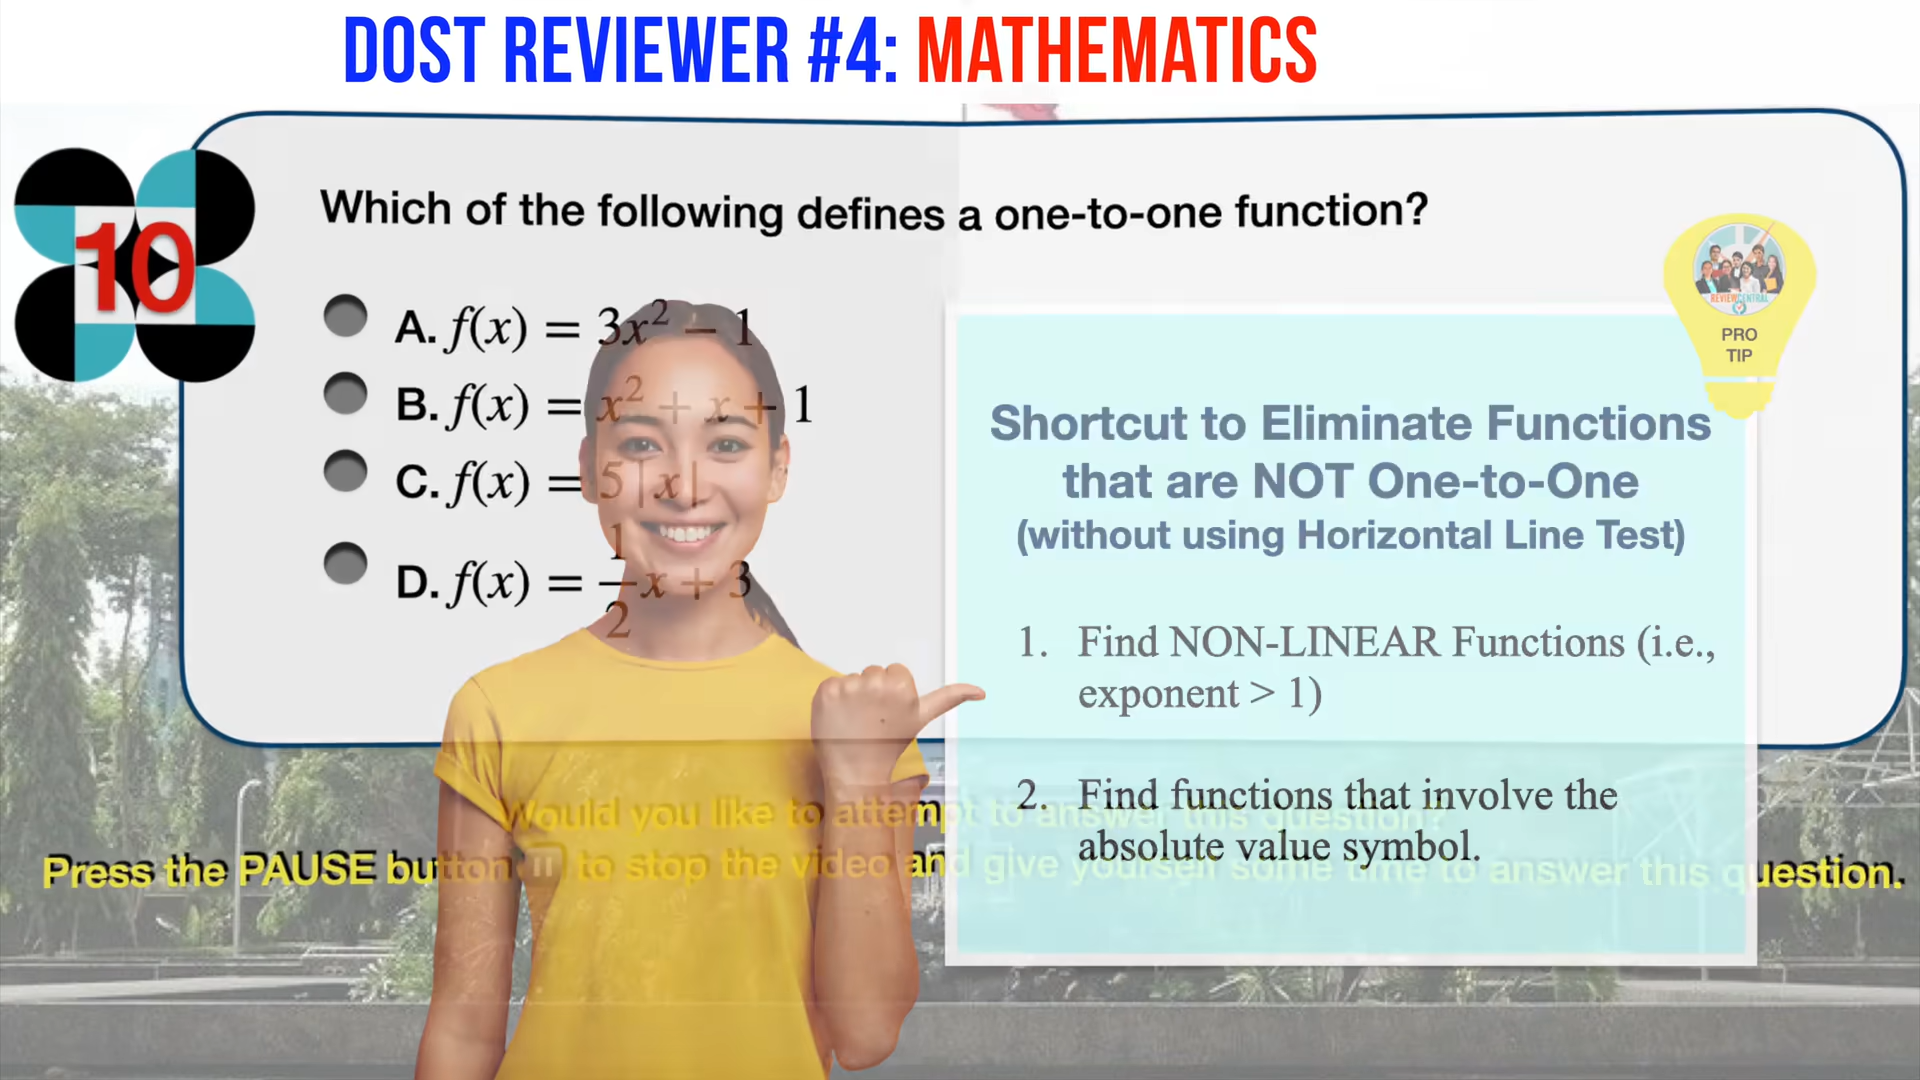 DOST REVIEWER #4: MATHEMATICS
10
Which of the following defines a one-to-one function?
A. f(x) = 3x² − 1
B. f(x) = x² + x + 1
C. f(x) = 5|x|
D. f(x) = 1/2 x + 3
REVIEWCENTRAL
PRO
TIP
Shortcut to Eliminate Functions
that are NOT One-to-One
(without using Horizontal Line Test)
1. Find NON-LINEAR Functions (i.e.,
exponent > 1)
2. Find functions that involve the
absolute value symbol.
Would you like to attempt to answer this question?
Press the PAUSE button to stop the video and give yourself some time to answer this question.